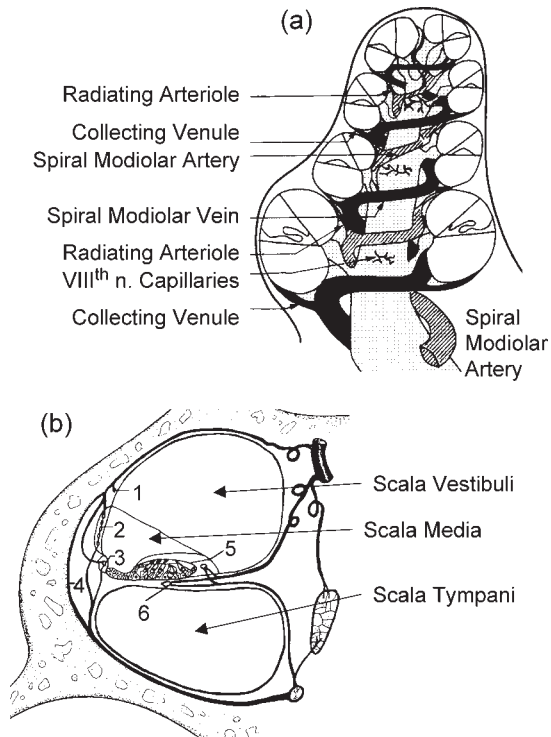 (a)
Radiating Arteriole
Collecting Venule
Spiral Modiolar Artery
Spiral Modiolar Vein
Radiating Arteriole
VIIIth n. Capillaries
Collecting Venule
Spiral
Modiolar
Artery
(b)
1
2
3
4
5
6
Scala Vestibuli
Scala Media
Scala Tympani